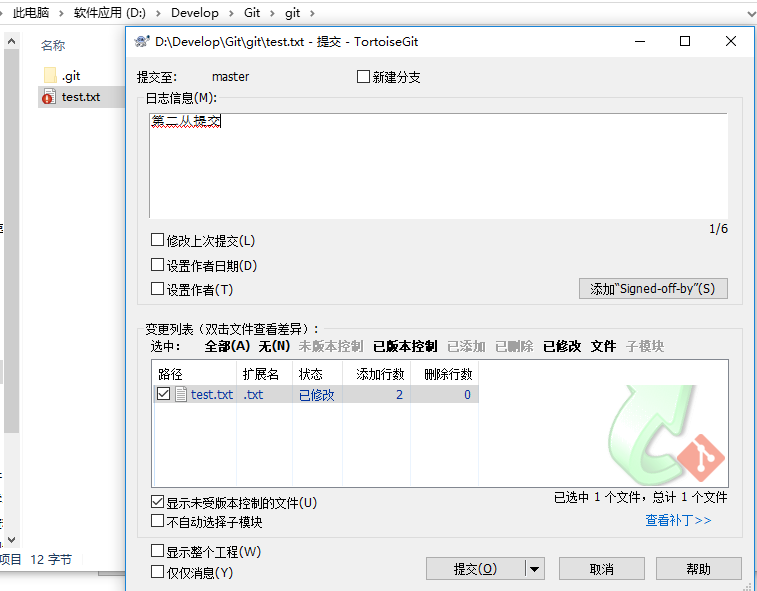 此电脑 › 软件应用 (D:) › Develop › Git › git ›
名称
.git
test.txt
D:\Develop\Git\git\test.txt - 提交 - TortoiseGit
提交至: master 新建分支
日志信息(M):
第二从提交
1/6
修改上次提交(L)
设置作者日期(D)
设置作者(T)
添加“Signed-off-by”(S)
变更列表（双击文件查看差异）:
选中: 全部(A) 无(N) 未版本控制 已版本控制 已添加 已删除 已修改 文件 子模块
路径 扩展名 状态 添加行数 删除行数
test.txt .txt 已修改 2 0
显示未受版本控制的文件(U)
已选中 1 个文件，总计 1 个文件
不自动选择子模块
查看补丁>>
显示整个工程(W)
仅仅消息(Y)
提交(O) 取消 帮助
项目 12 字节